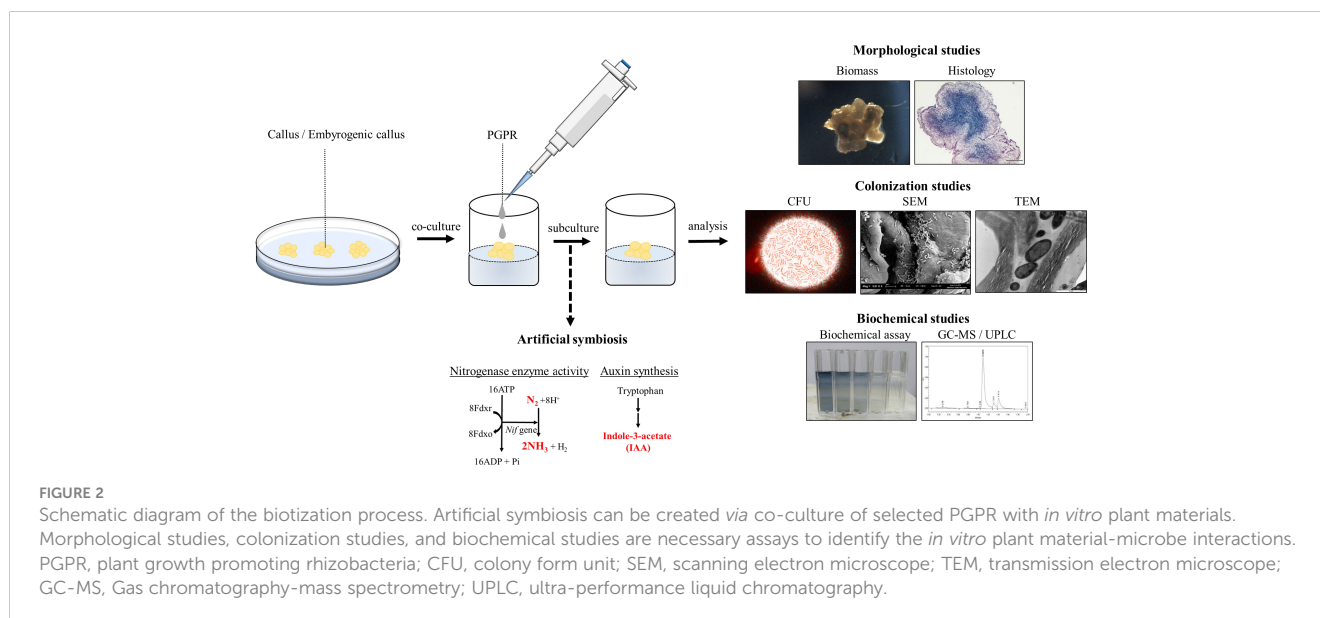 Morphological studies
Biomass
Histology
Callus / Embyrogenic callus
PGPR
Colonization studies
CFU
SEM
TEM
co-culture
subculture
analysis
Artificial symbiosis
Biochemical studies
Biochemical assay
GC-MS / UPLC
Nitrogenase enzyme activity
16ATP
8Fdxr
N₂ +8H⁺
8Fdxo
Nif gene
2NH₃ + H₂
16ADP + Pi
Auxin synthesis
Tryptophan
Indole-3-acetate
(IAA)
FIGURE 2
Schematic diagram of the biotization process. Artificial symbiosis can be created via co-culture of selected PGPR with in vitro plant materials.
Morphological studies, colonization studies, and biochemical studies are necessary assays to identify the in vitro plant material-microbe interactions.
PGPR, plant growth promoting rhizobacteria; CFU, colony form unit; SEM, scanning electron microscope; TEM, transmission electron microscope;
GC-MS, Gas chromatography-mass spectrometry; UPLC, ultra-performance liquid chromatography.